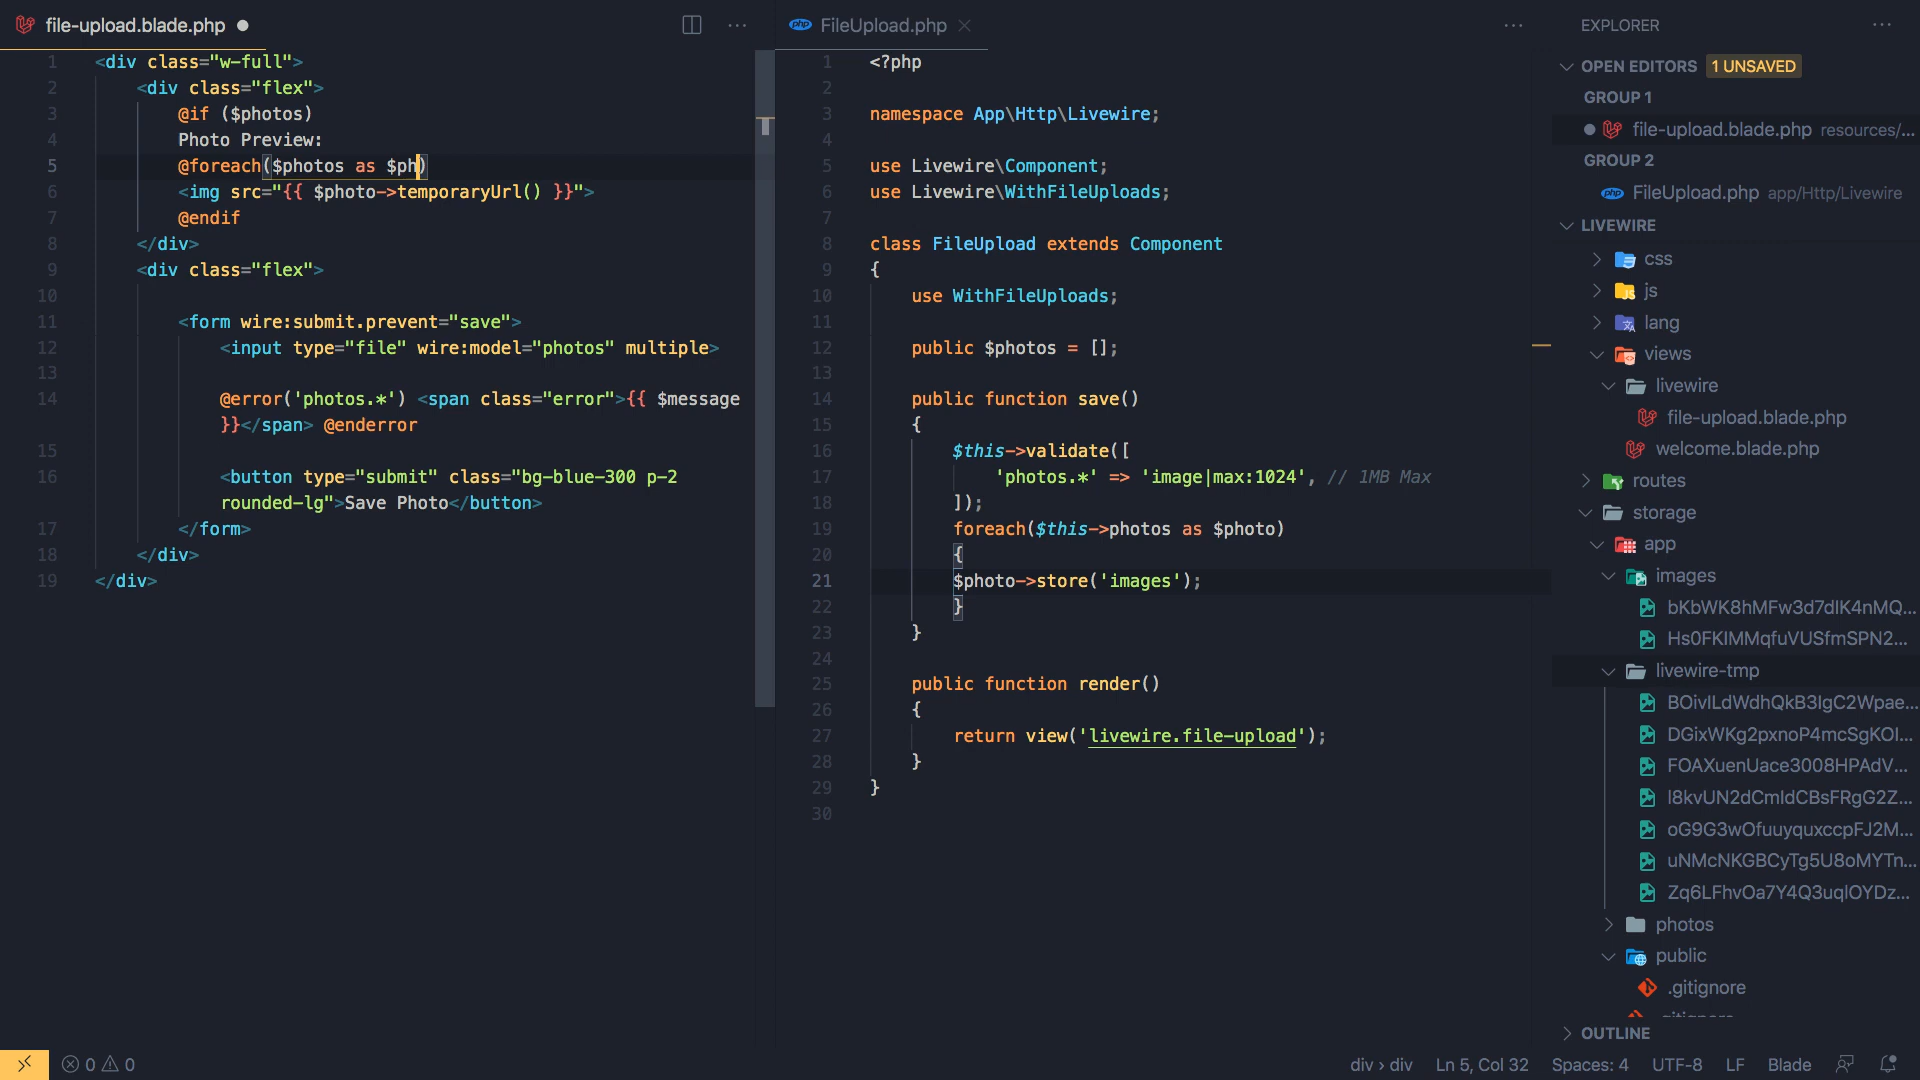 file-upload.blade.php
1 <div class="w-full">
2 <div class="flex">
3 @if ($photos)
4 Photo Preview:
5 @foreach($photos as $ph)
6 <img src="{{ $photo->temporaryUrl() }}">
7 @endif
8 </div>
9 <div class="flex">
10
11 <form wire:submit.prevent="save">
12 <input type="file" wire:model="photos" multiple>
13
14 @error('photos.*') <span class="error">{{ $message
}}</span> @enderror
15
16 <button type="submit" class="bg-blue-300 p-2
rounded-lg">Save Photo</button>
17 </form>
18 </div>
19 </div>
php FileUpload.php
1 <?php
2
3 namespace App\Http\Livewire;
4
5 use Livewire\Component;
6 use Livewire\WithFileUploads;
7
8 class FileUpload extends Component
9 {
10 use WithFileUploads;
11
12 public $photos = [];
13
14 public function save()
15 {
16 $this->validate([
17 'photos.*' => 'image|max:1024', // 1MB Max
18 ]);
19 foreach($this->photos as $photo)
20 {
21 $photo->store('images');
22 }
23 }
24
25 public function render()
26 {
27 return view('livewire.file-upload');
28 }
29 }
30
EXPLORER
OPEN EDITORS 1 UNSAVED
GROUP 1
file-upload.blade.php resources/...
GROUP 2
php FileUpload.php app/Http/Livewire
LIVEWIRE
css
js
lang
views
livewire
file-upload.blade.php
welcome.blade.php
routes
storage
app
images
bKbWK8hMFw3d7dlK4nMQ...
Hs0FKIMMqfuVUSfmSPN2...
livewire-tmp
BOivlLdWdhQkB3IgC2Wpae...
DGixWKg2pxnoP4mcSgKOI...
FOAXuenUace3008HPAdV...
I8kvUN2dCmldCBsFRgG2Z...
oG9G3wOfuuyquxccpFJ2M...
uNMcNKGBCyTg5U8oMYTn...
Zq6LFhvOa7Y4Q3uqlOYDz...
photos
public
.gitignore
OUTLINE
0 0
div › div Ln 5, Col 32 Spaces: 4 UTF-8 LF Blade